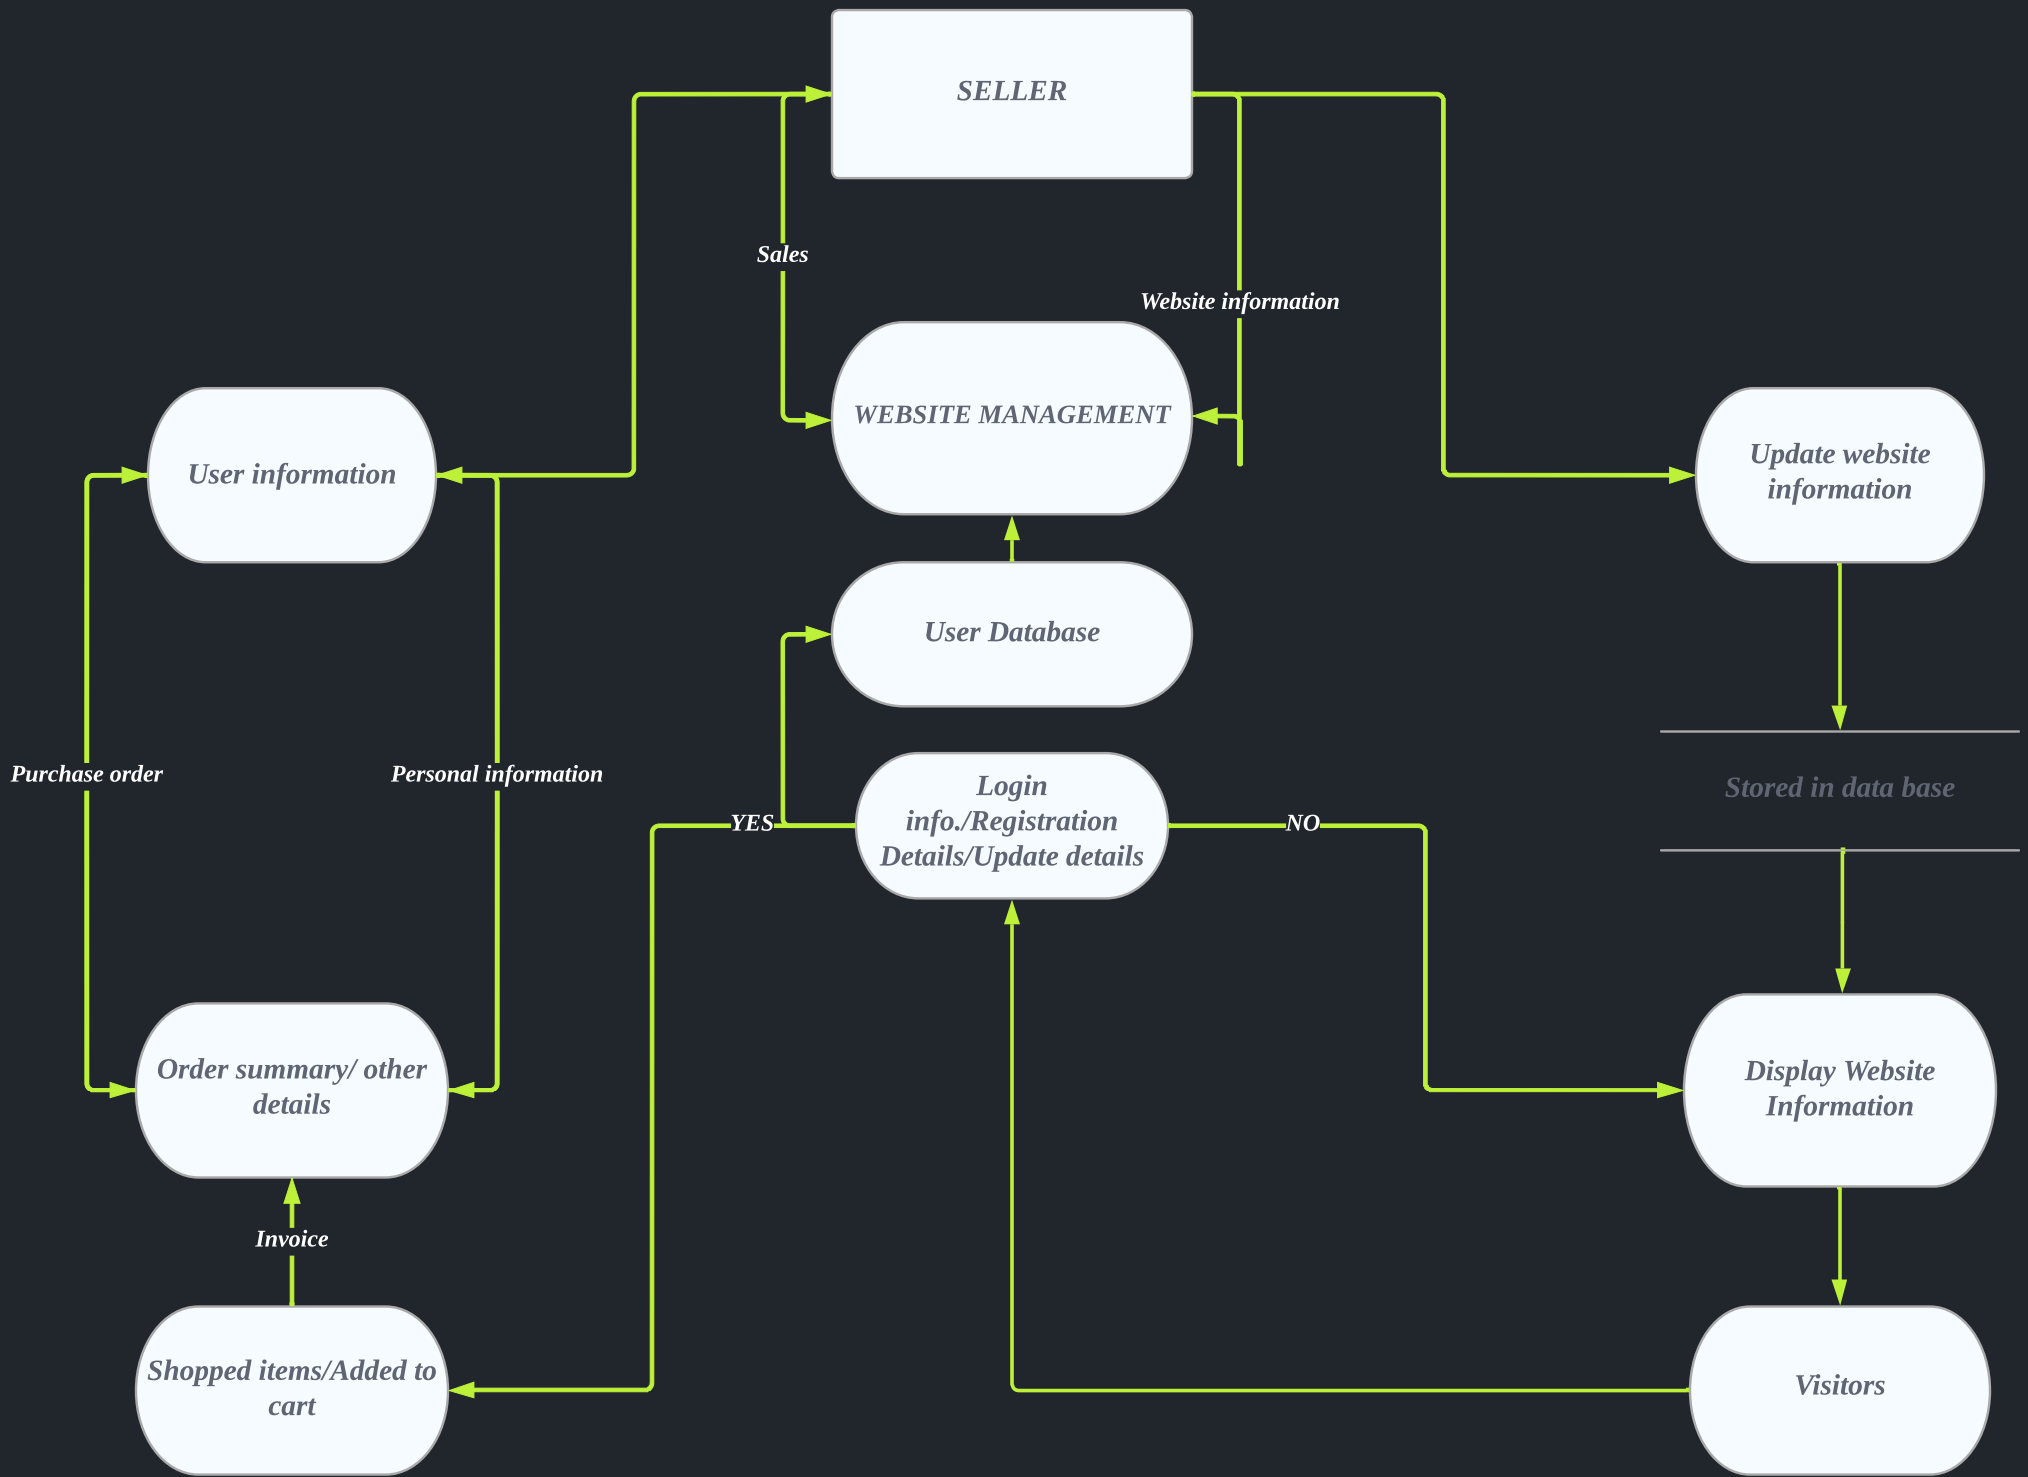 SELLER
Sales
Website information
WEBSITE MANAGEMENT
User information
Update website
information
User Database
Purchase order
Personal information
Stored in data base
Login
info./Registration
Details/Update details
YES
NO
Order summary/ other
details
Display Website
Information
Invoice
Shopped items/Added to
cart
Visitors